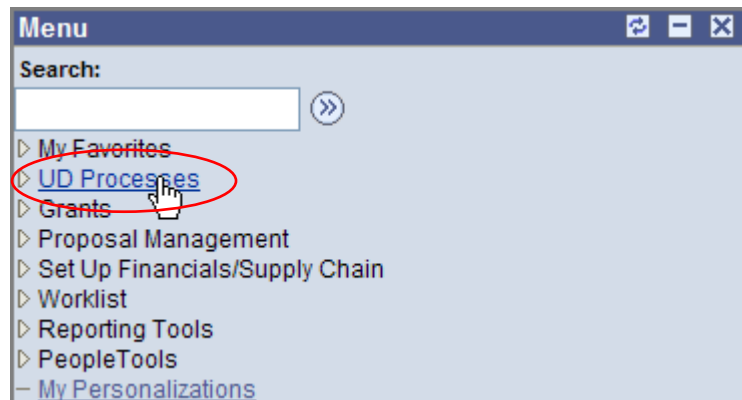 Menu
Search:
My Favorites
UD Processes
Grants
Proposal Management
Set Up Financials/Supply Chain
Worklist
Reporting Tools
PeopleTools
My Personalizations